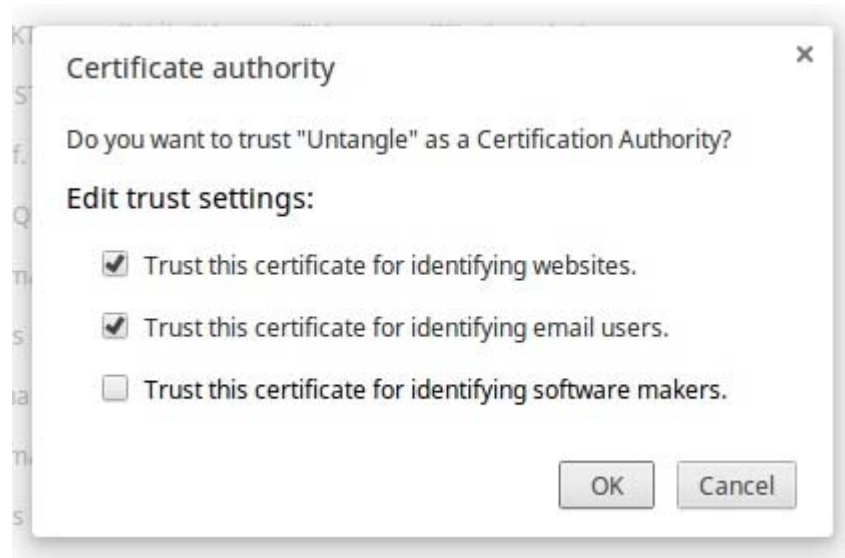 Certificate authority
×
Do you want to trust "Untangle" as a Certification Authority?
Edit trust settings:
Trust this certificate for identifying websites.
Trust this certificate for identifying email users.
Trust this certificate for identifying software makers.
OK
Cancel